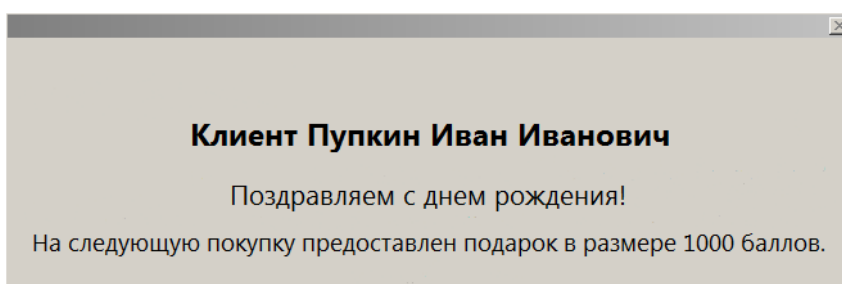 Клиент Пупкин Иван Иванович
Поздравляем с днем рождения!
На следующую покупку предоставлен подарок в размере 1000 баллов.